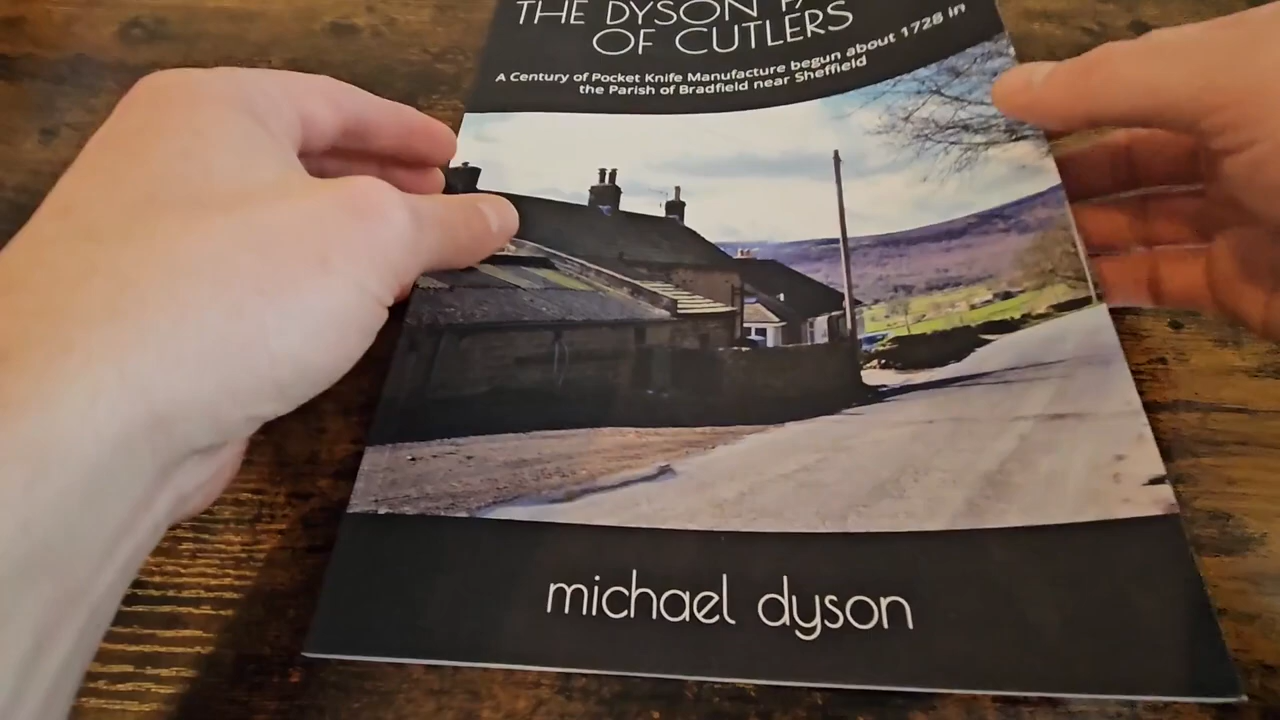 THE DYSON
OF CUTLERS
A Century of Pocket Knife Manufacture begun about 1728 in
the Parish of Bradfield near Sheffield
michael dyson